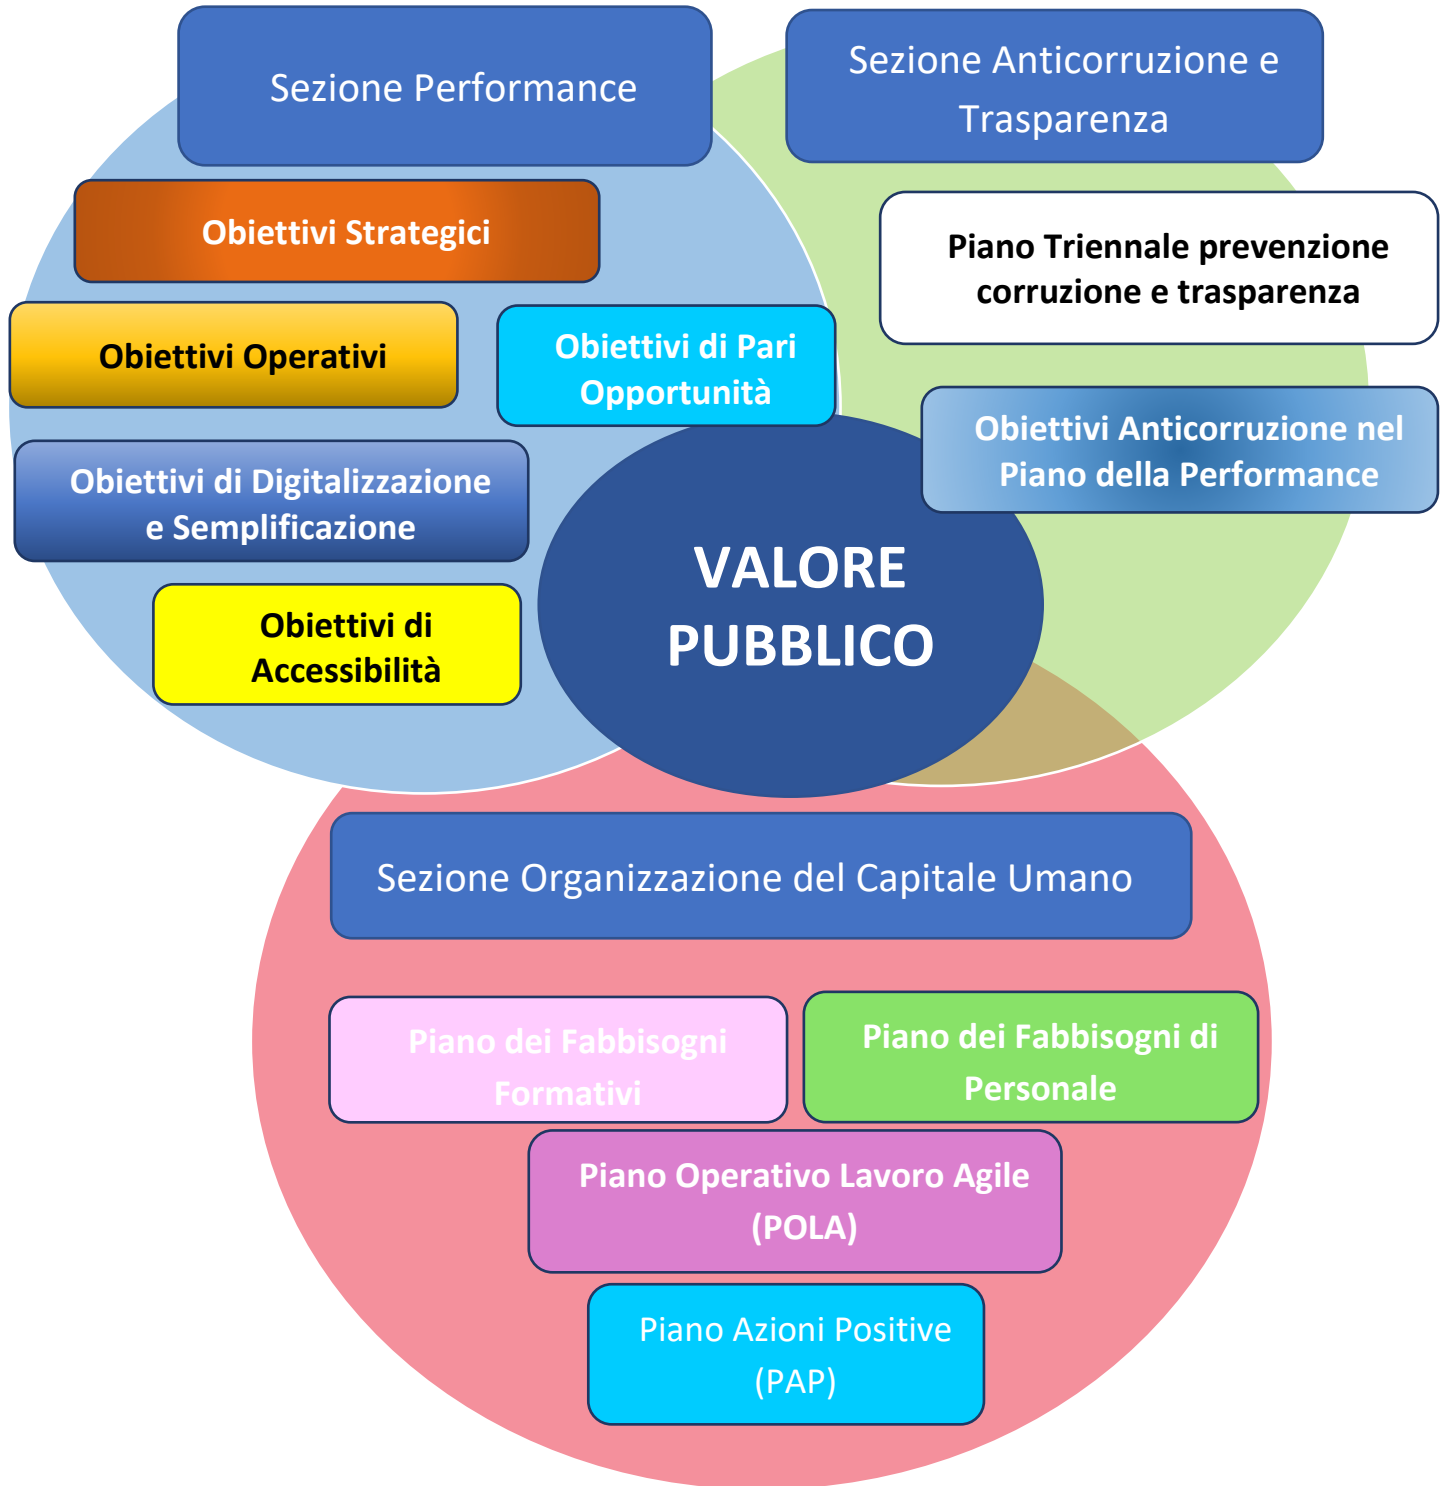 Sezione Performance
Sezione Anticorruzione e
Trasparenza
Obiettivi Strategici
Piano Triennale prevenzione
corruzione e trasparenza
Obiettivi Operativi
Obiettivi di Pari
Opportunità
Obiettivi Anticorruzione nel
Piano della Performance
Obiettivi di Digitalizzazione
e Semplificazione
VALORE
PUBBLICO
Obiettivi di
Accessibilità
Sezione Organizzazione del Capitale Umano
Piano dei Fabbisogni
Formativi
Piano dei Fabbisogni di
Personale
Piano Operativo Lavoro Agile
(POLA)
Piano Azioni Positive
(PAP)